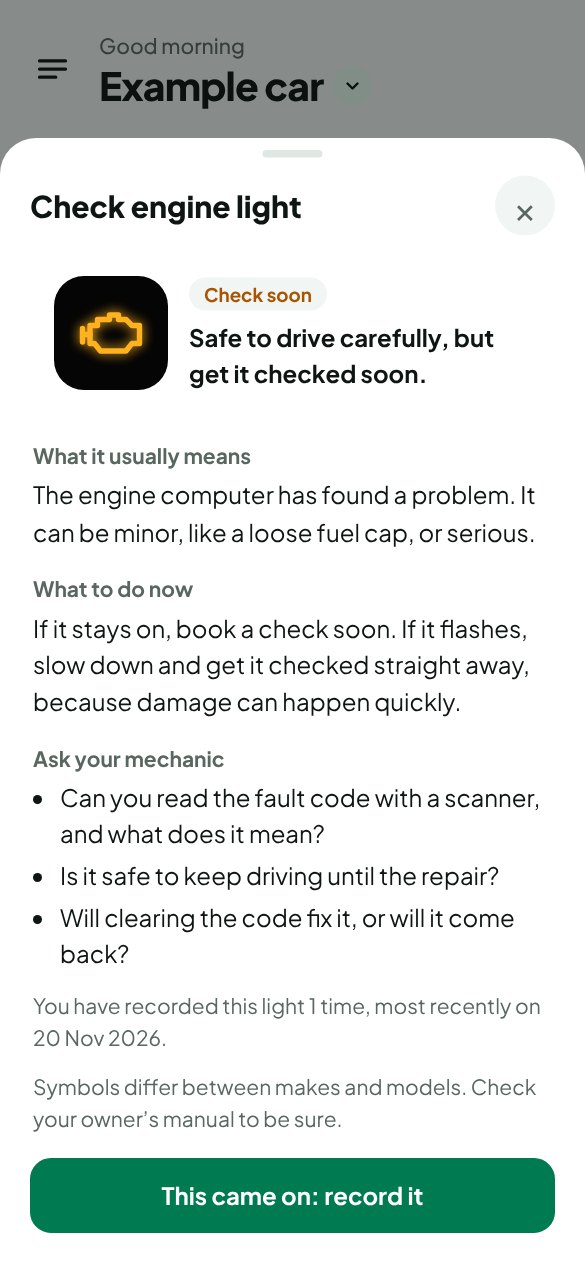 Good morning
Example car
Check engine light
Check soon
Safe to drive carefully, but
get it checked soon.
What it usually means
The engine computer has found a problem. It
can be minor, like a loose fuel cap, or serious.
What to do now
If it stays on, book a check soon. If it flashes,
slow down and get it checked straight away,
because damage can happen quickly.
Ask your mechanic
• Can you read the fault code with a scanner,
and what does it mean?
• Is it safe to keep driving until the repair?
• Will clearing the code fix it, or will it come
back?
You have recorded this light 1 time, most recently on
20 Nov 2026.
Symbols differ between makes and models. Check
your owner’s manual to be sure.
This came on: record it